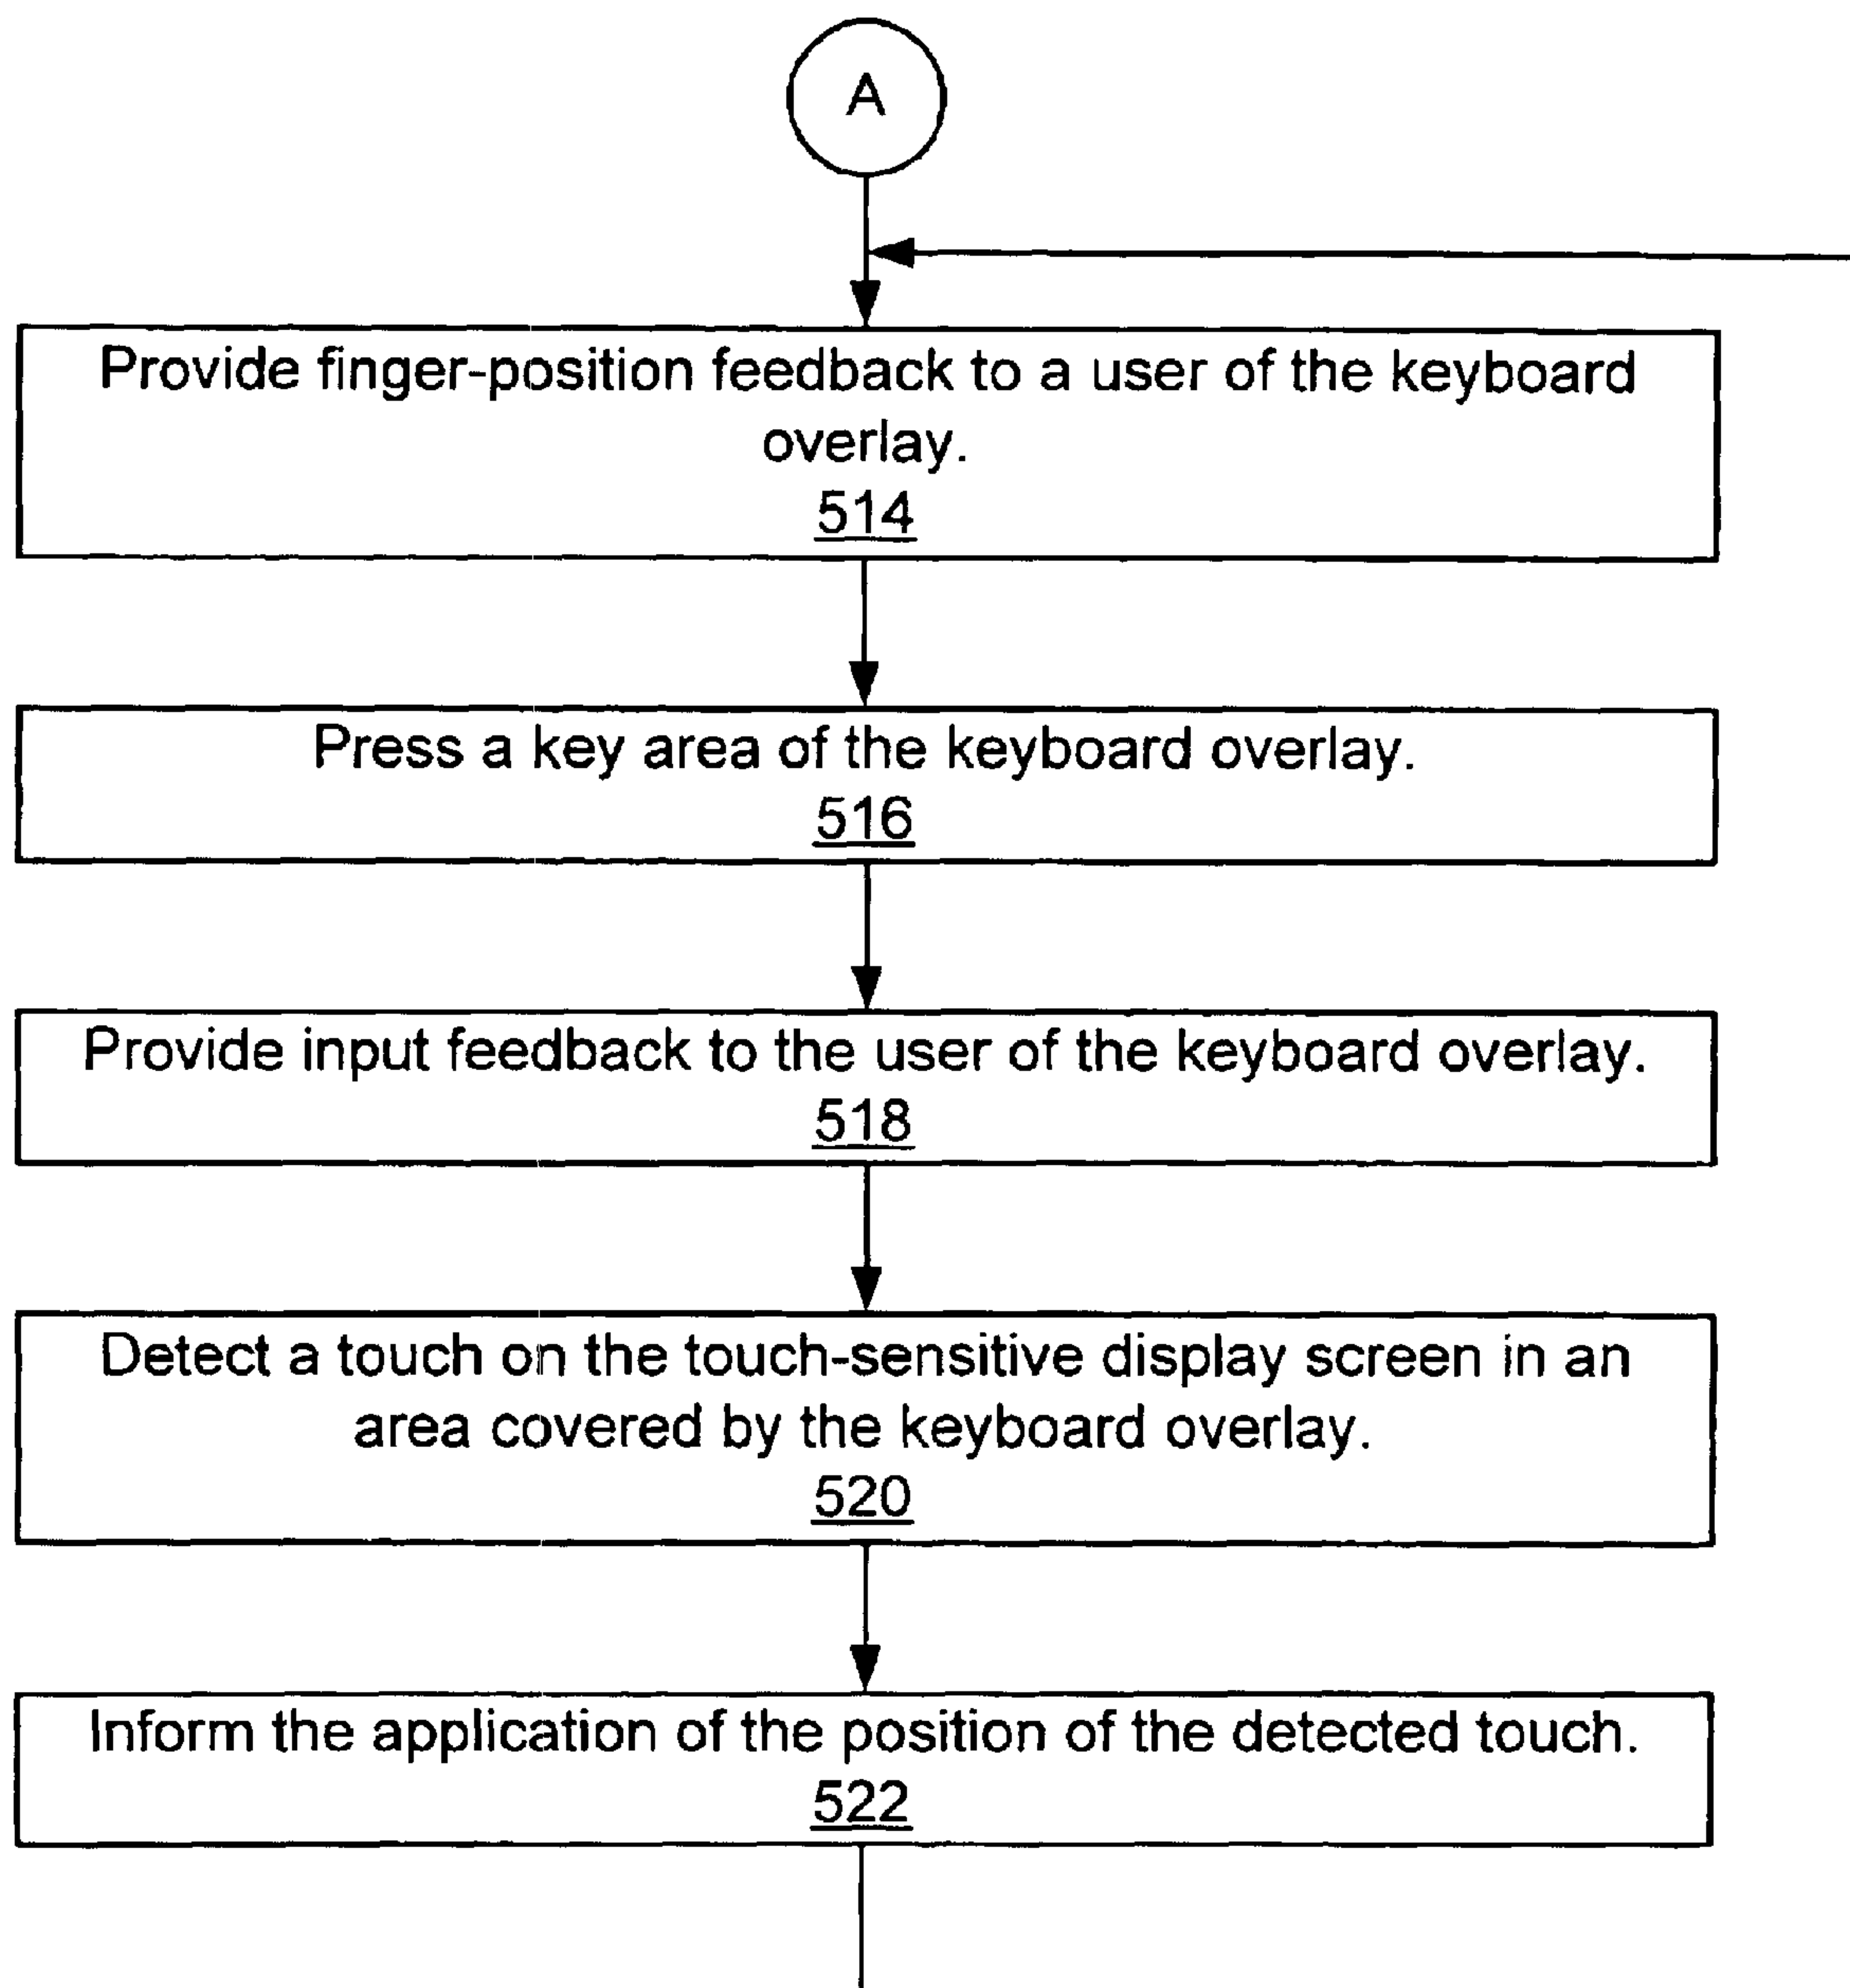 A
Provide finger-position feedback to a user of the keyboard
overlay.
514
Press a key area of the keyboard overlay.
516
Provide input feedback to the user of the keyboard overlay.
518
Detect a touch on the touch-sensitive display screen in an
area covered by the keyboard overlay.
520
Inform the application of the position of the detected touch.
522